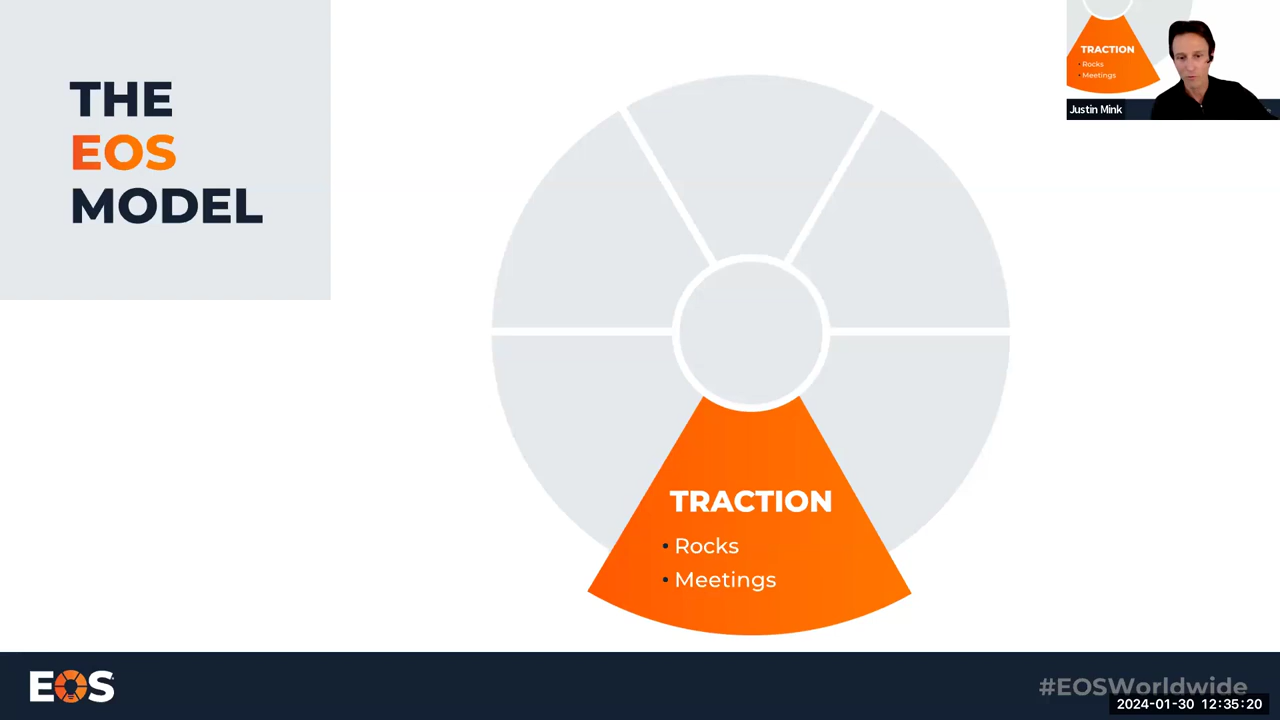 THE
EOS
MODEL
TRACTION
• Rocks
• Meetings
Justin Mink
TRACTION
• Rocks
• Meetings
EOS
#EOSWorldwide
2024-01-30 12:35:20